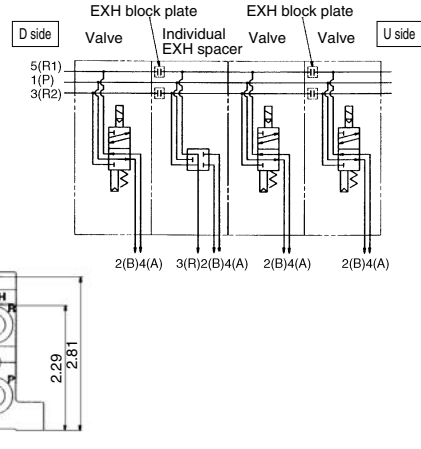 EXH block plate EXH block plate
D side Valve Individual EXH spacer Valve Valve U side
5(R1)
1(P)
3(R2)
2(B)4(A) 3(R)2(B)4(A) 2(B)4(A) 2(B)4(A)
H
R
P
2.29
2.81